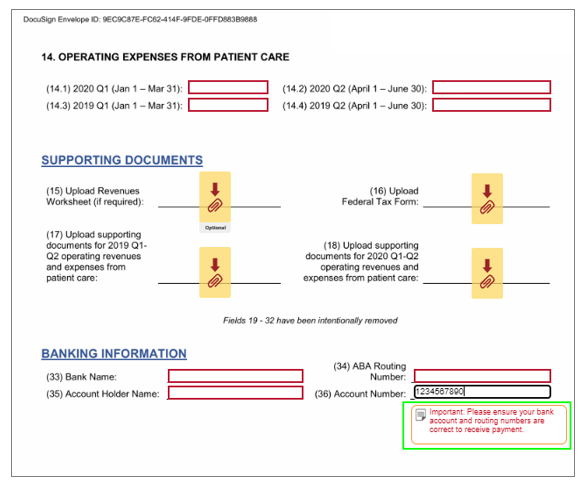 DocuSign Envelope ID: 9EC9C87E-FC62-414F-9FDE-0FFD883B9888
14. OPERATING EXPENSES FROM PATIENT CARE
(14.1) 2020 Q1 (Jan 1 – Mar 31):
(14.2) 2020 Q2 (April 1 – June 30):
(14.3) 2019 Q1 (Jan 1 – Mar 31):
(14.4) 2019 Q2 (April 1 – June 30):
SUPPORTING DOCUMENTS
(15) Upload Revenues
Worksheet (if required):
Optional
(16) Upload
Federal Tax Form:
(17) Upload supporting
documents for 2019 Q1-
Q2 operating revenues
and expenses from
patient care:
(18) Upload supporting
documents for 2020 Q1-Q2
operating revenues and
expenses from patient care:
Fields 19 - 32 have been intentionally removed
BANKING INFORMATION
(33) Bank Name:
(34) ABA Routing
Number:
(35) Account Holder Name:
(36) Account Number:
1234567890
Important: Please ensure your bank
account and routing numbers are
correct to receive payment.